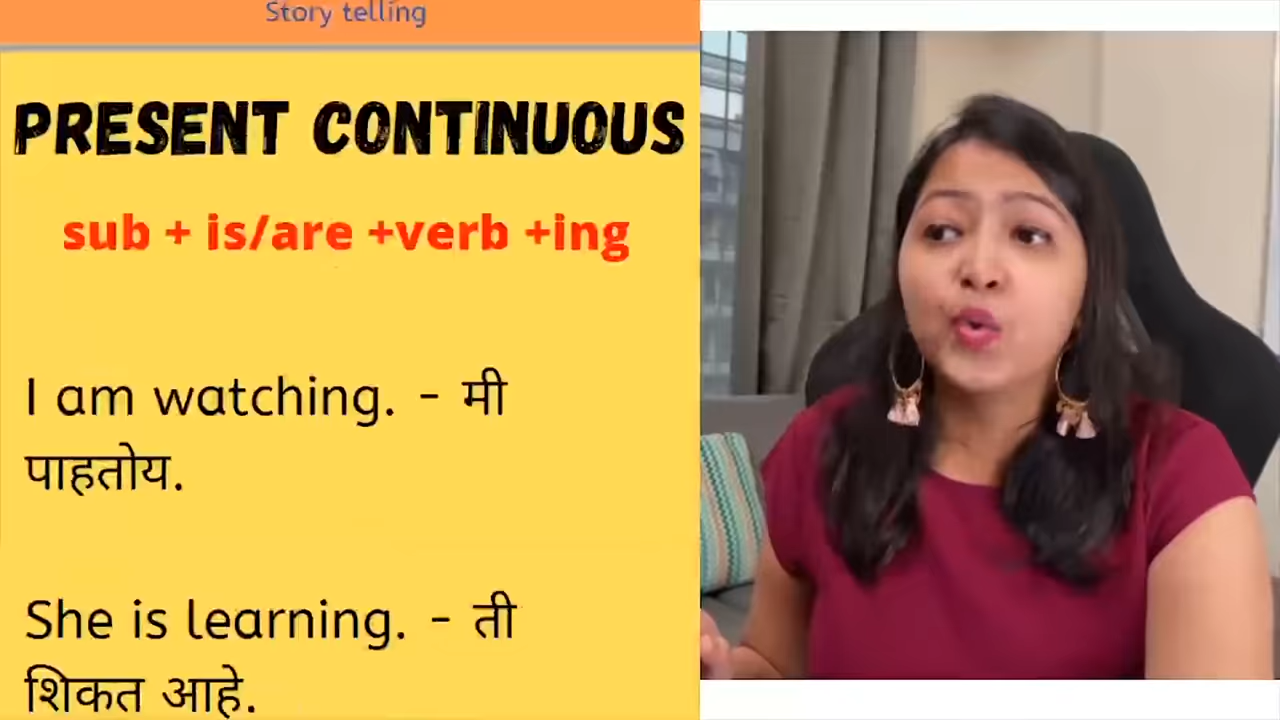 Story telling
PRESENT CONTINUOUS
sub + is/are +verb +ing
I am watching. - मी
पाहतोय.
She is learning. - ती
शिकत आहे.